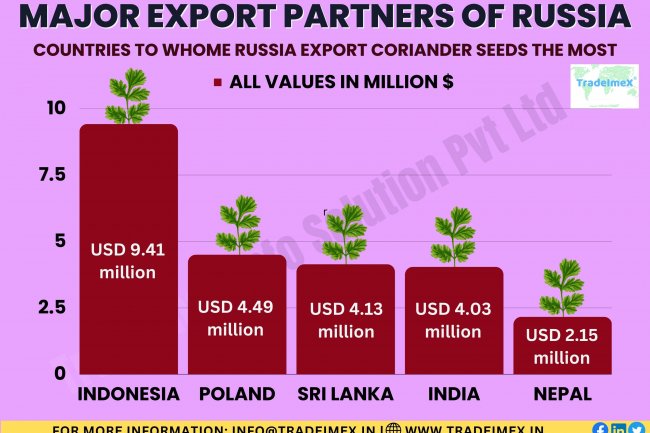 MAJOR EXPORT PARTNERS OF RUSSIA
COUNTRIES TO WHOME RUSSIA EXPORT CORIANDER SEEDS THE MOST
ALL VALUES IN MILLION $
TradeImeX
10
7.5
5
2.5
0
USD 9.41
million
USD 4.49
million
USD 4.13
million
USD 4.03
million
USD 2.15
million
Solution Pvt Ltd
INDONESIA POLAND SRI LANKA INDIA NEPAL
FOR MORE INFORMATION: INFO@TRADEIMEX.IN | WWW.TRADEIMEX.IN